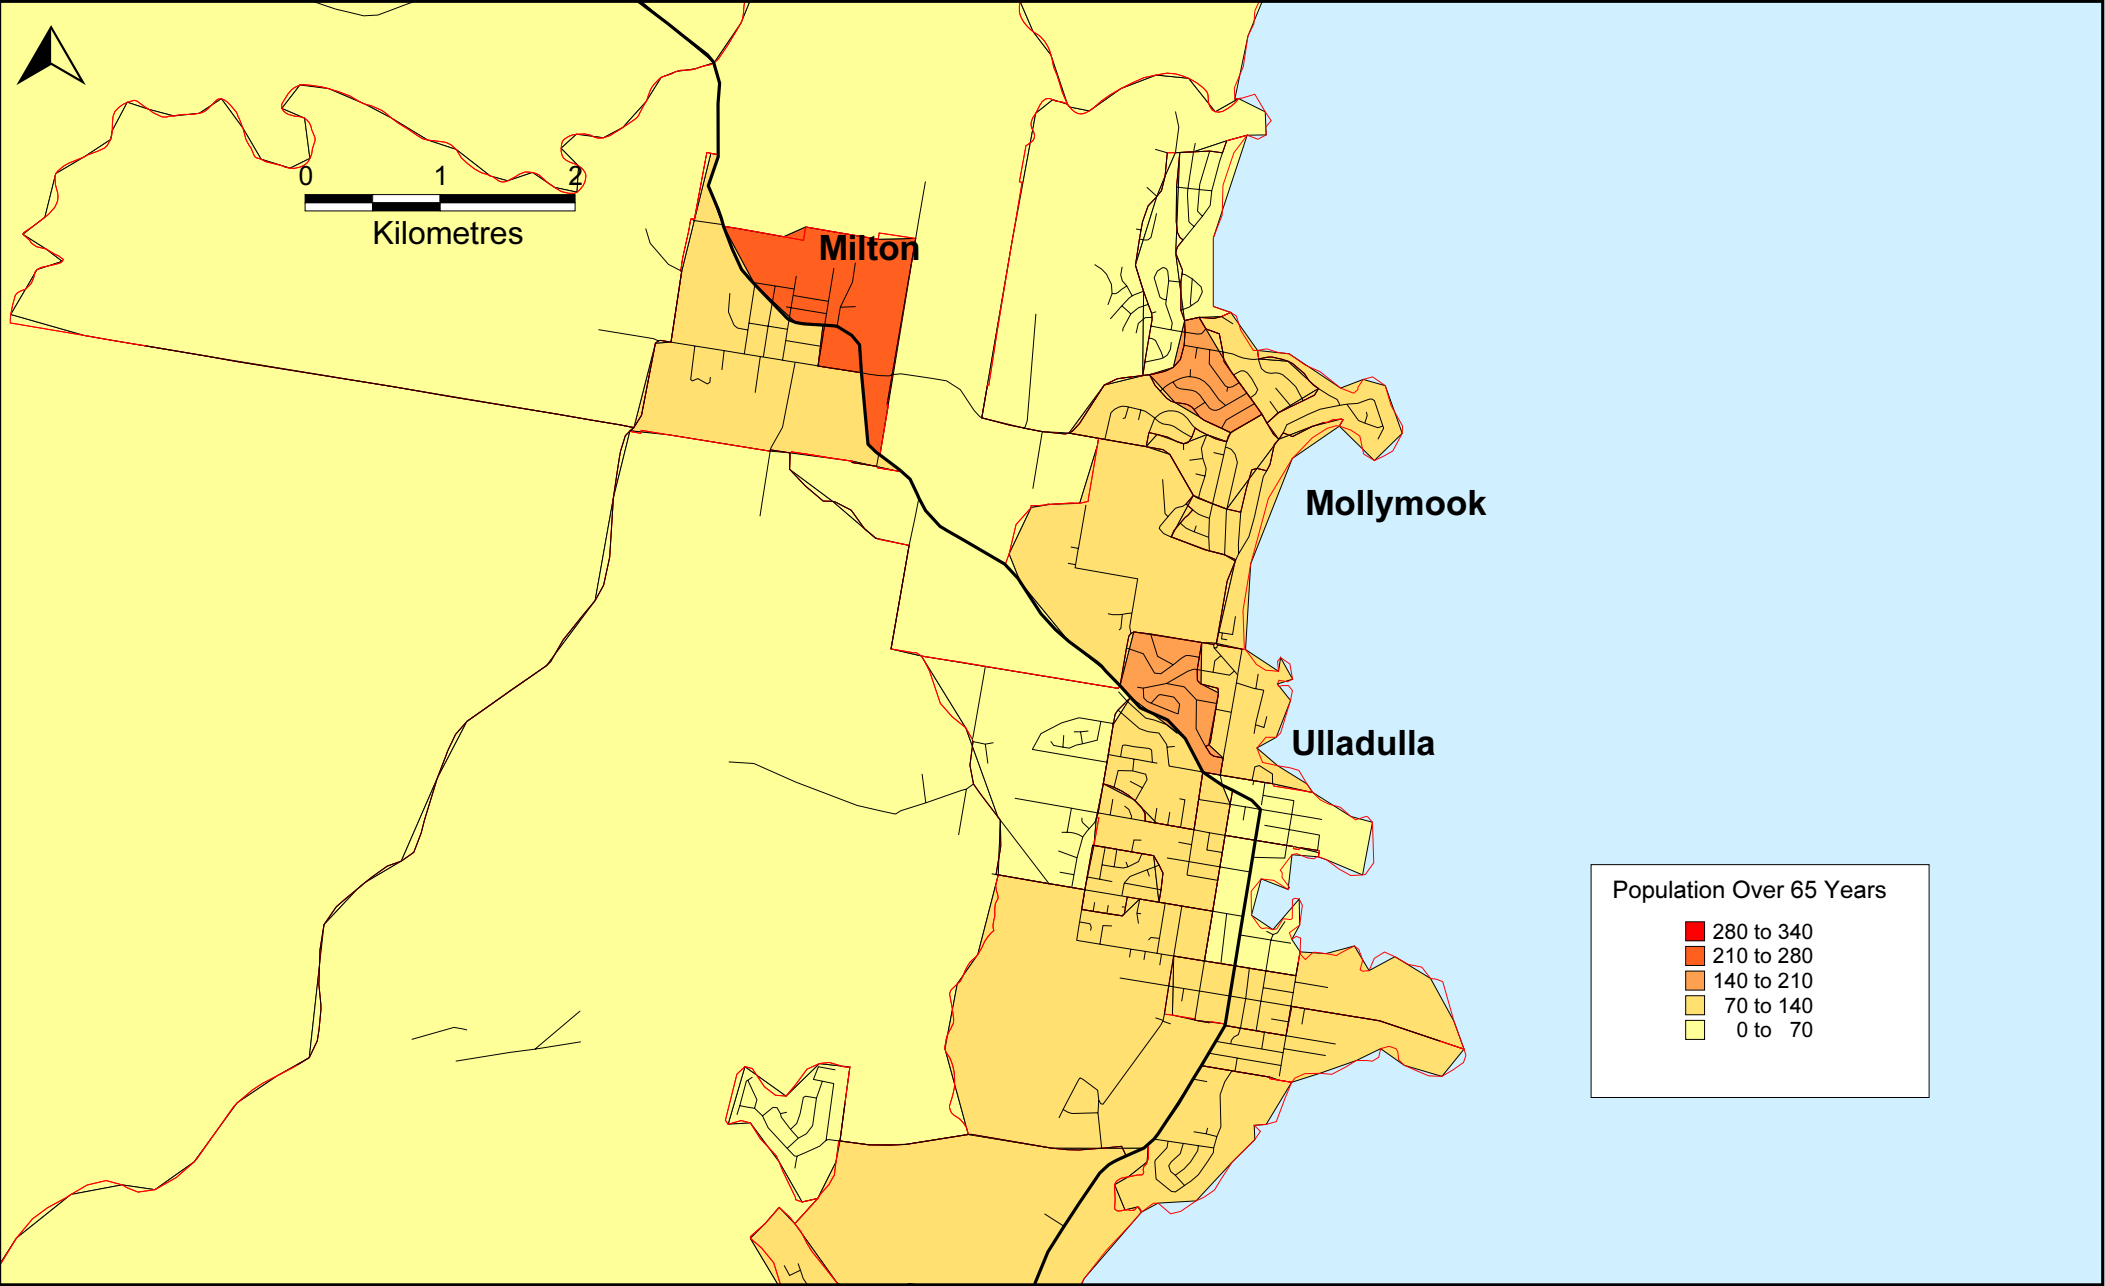 0 1 2
Kilometres
Milton
Mollymook
Ulladulla
Population Over 65 Years
280 to 340
210 to 280
140 to 210
70 to 140
0 to 70